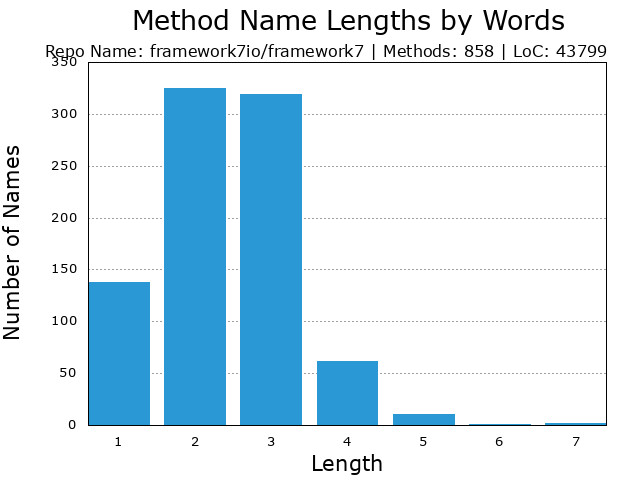 Method Name Lengths by Words
Repo Name: framework7io/framework7 | Methods: 858 | LoC: 43799
350
300
250
200
150
100
50
0
Number of Names
1 2 3 4 5 6 7
Length